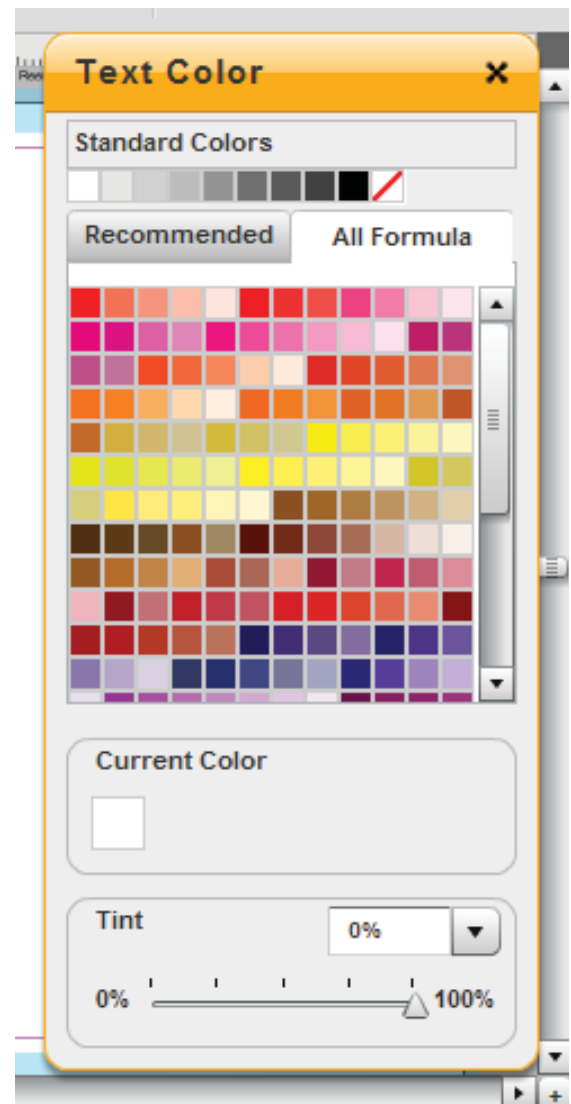 Text Color
Standard Colors
Recommended All Formula
Current Color
Tint 0%
0% 100%